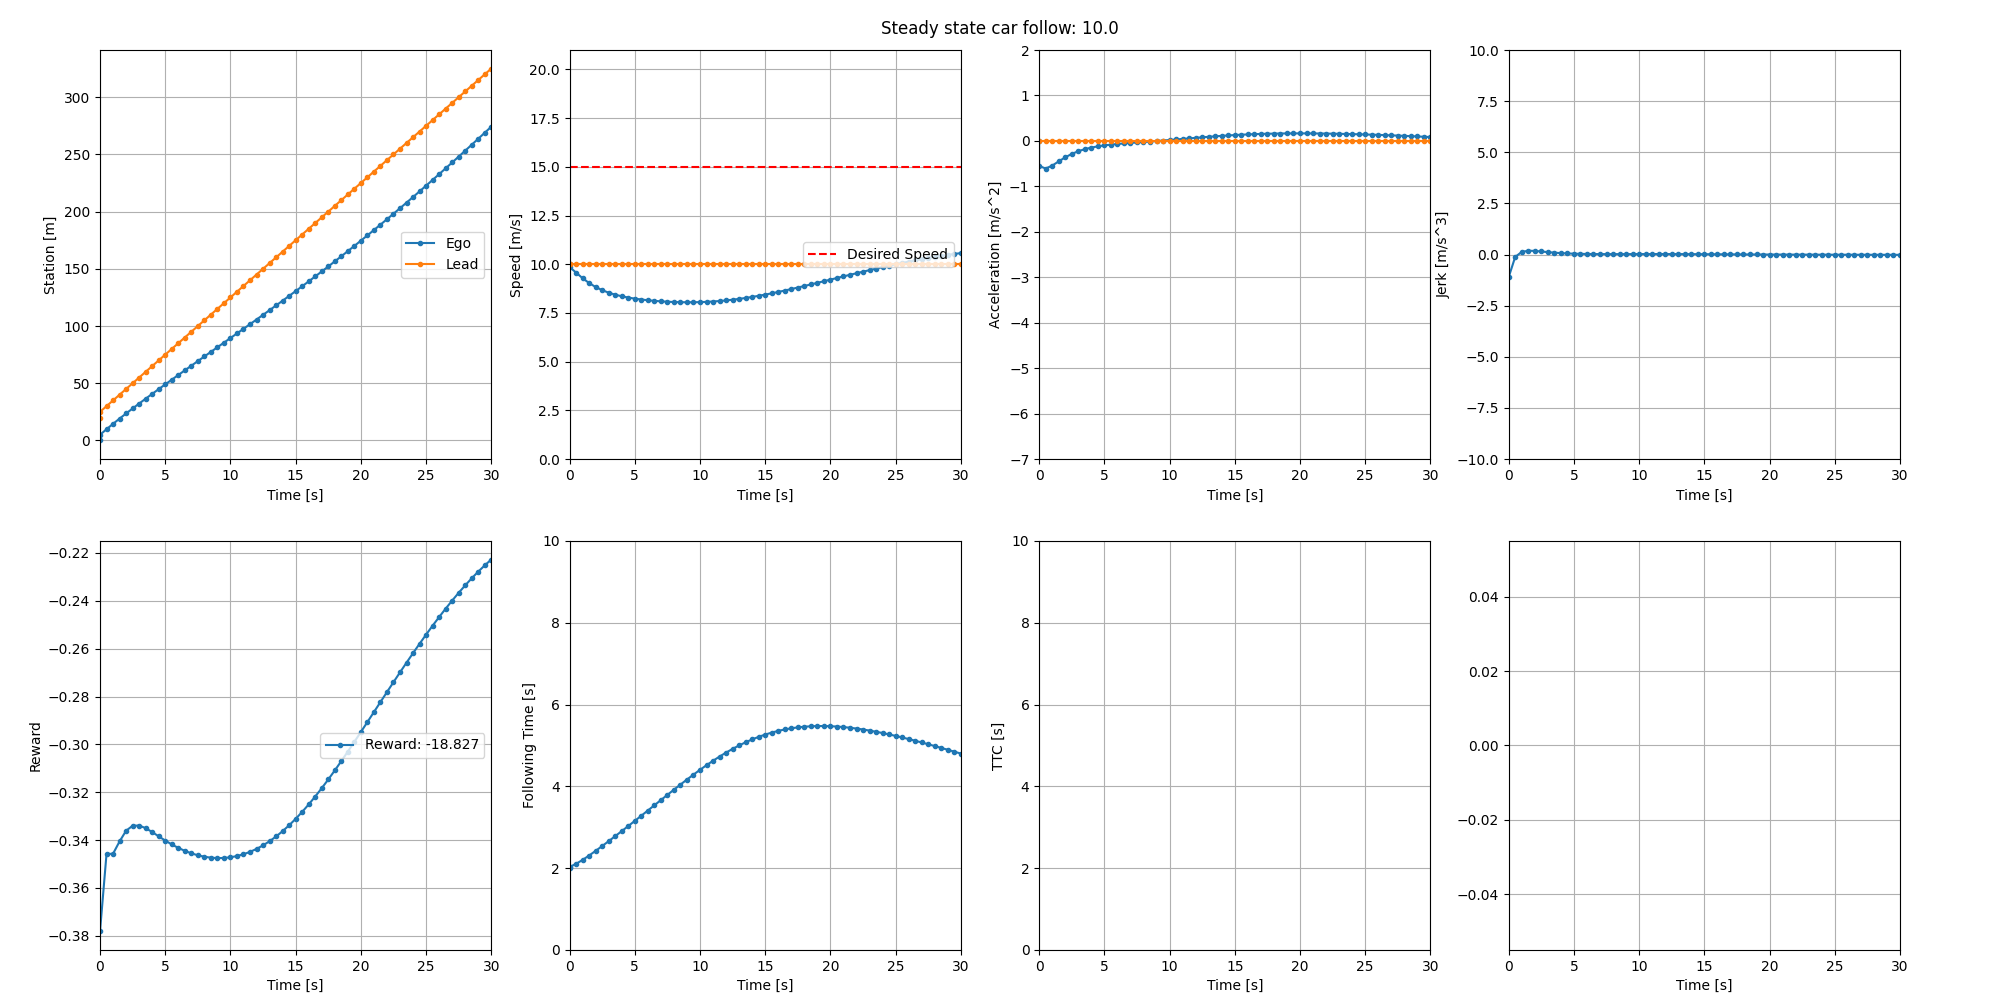 Steady state car follow: 10.0
Station [m]
300
250
200
150
100
50
0
Ego
Lead
0 5 10 15 20 25 30
Time [s]
Speed [m/s]
20.0
17.5
15.0
12.5
10.0
7.5
5.0
2.5
0.0
Desired Speed
0 5 10 15 20 25 30
Time [s]
Acceleration [m/s^2]
2
1
0
−1
−2
−3
−4
−5
−6
−7
0 5 10 15 20 25 30
Time [s]
Jerk [m/s^3]
10.0
7.5
5.0
2.5
0.0
−2.5
−5.0
−7.5
−10.0
0 5 10 15 20 25 30
Time [s]
Reward
−0.22
−0.24
−0.26
−0.28
−0.30
−0.32
−0.34
−0.36
−0.38
Reward: -18.827
0 5 10 15 20 25 30
Time [s]
Following Time [s]
10
8
6
4
2
0
0 5 10 15 20 25 30
Time [s]
TTC [s]
10
8
6
4
2
0
0 5 10 15 20 25 30
Time [s]
0.04
0.02
0.00
−0.02
−0.04
0 5 10 15 20 25 30
Time [s]